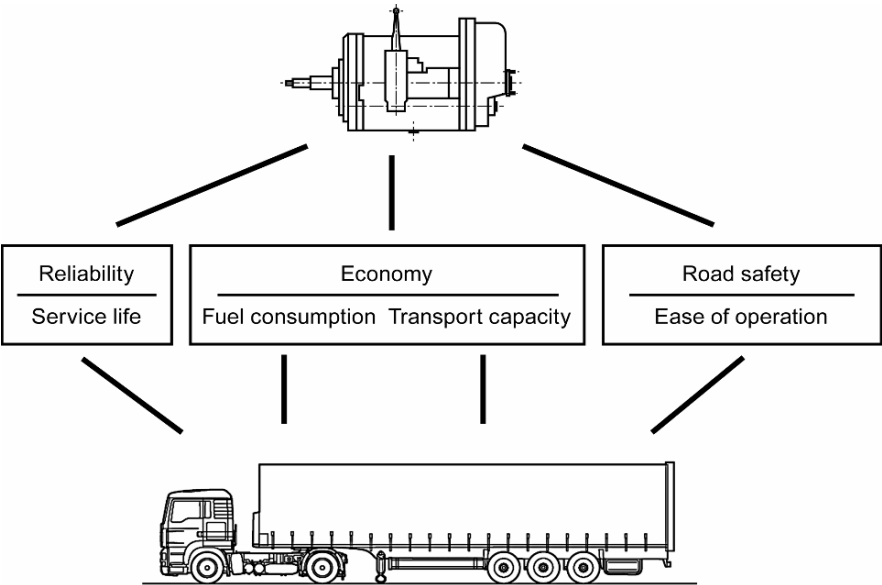 Reliability
Service life
Economy
Fuel consumption Transport capacity
Road safety
Ease of operation